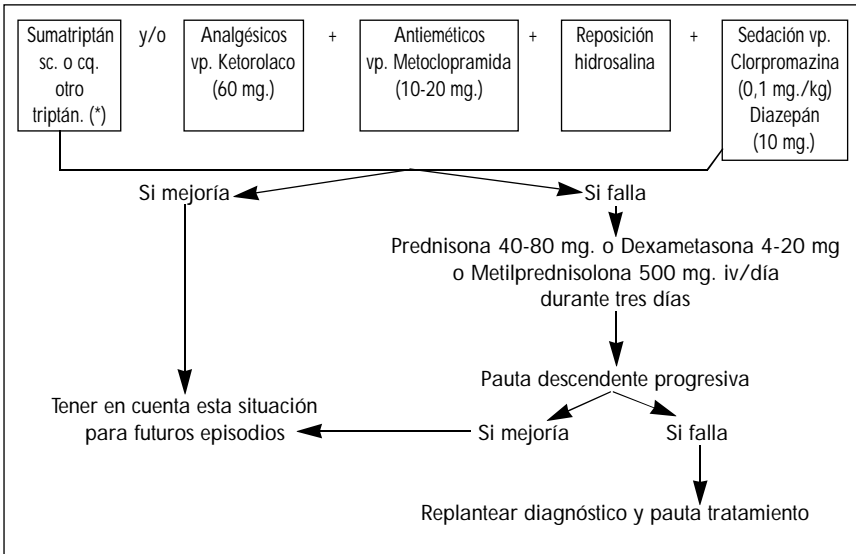 Sumatriptán
sc. o cq.
otro
triptán. (*)
y/o
Analgésicos
vp. Ketorolaco
(60 mg.)
+
Antieméticos
vp. Metoclopramida
(10-20 mg.)
+
Reposición
hidrosalina
+
Sedación vp.
Clorpromazina
(0,1 mg./kg)
Diazepán
(10 mg.)
Si mejoría
Si falla
Prednisona 40-80 mg. o Dexametasona 4-20 mg
o Metilprednisolona 500 mg. iv/día
durante tres días
Pauta descendente progresiva
Tener en cuenta esta situación
para futuros episodios
Si mejoría
Si falla
Replantear diagnóstico y pauta tratamiento